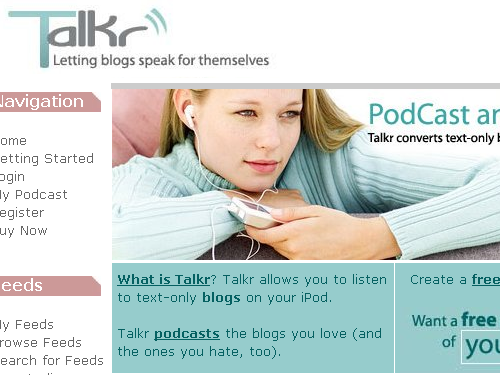 Talkr
Letting blogs speak for themselves
Navigation
ome
etting Started
ogin
y Podcast
egister
uy Now
eeds
y Feeds
rowse Feeds
earch for Feeds
PodCast an
Talkr converts text-only b
What is Talkr? Talkr allows you to listen
to text-only blogs on your iPod.
Talkr podcasts the blogs you love (and
the ones you hate, too).
Create a free
Want a free
of you